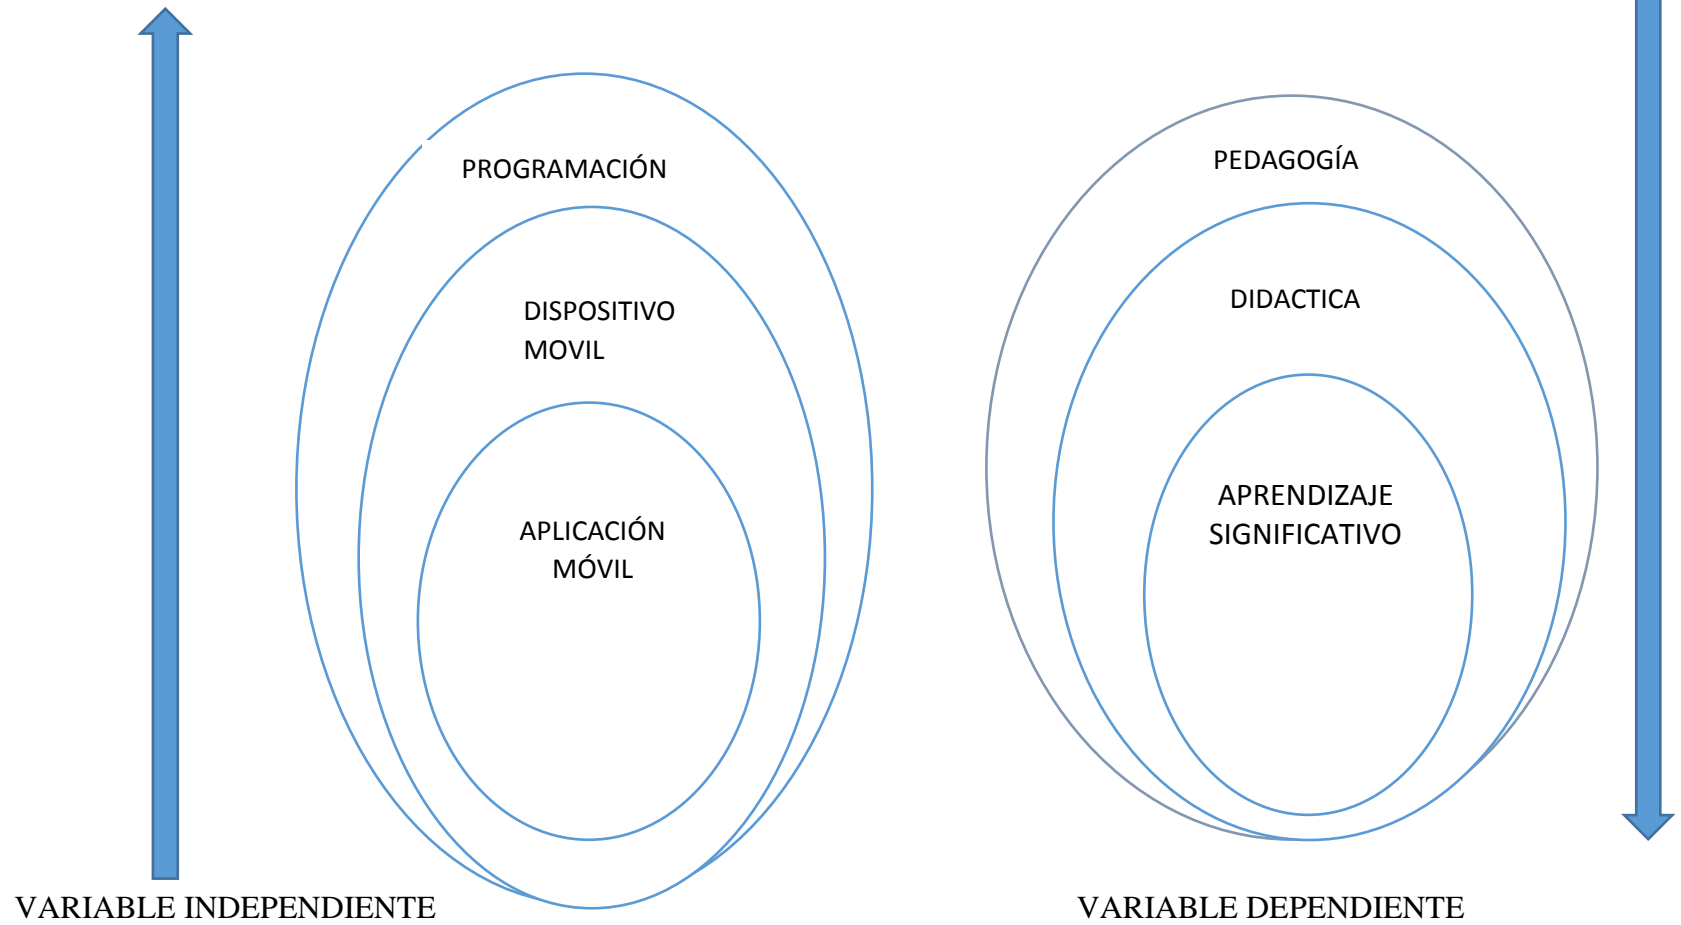 PROGRAMACIÓN
DISPOSITIVO
MOVIL
APLICACIÓN
MÓVIL
VARIABLE INDEPENDIENTE
PEDAGOGÍA
DIDACTICA
APRENDIZAJE
SIGNIFICATIVO
VARIABLE DEPENDIENTE